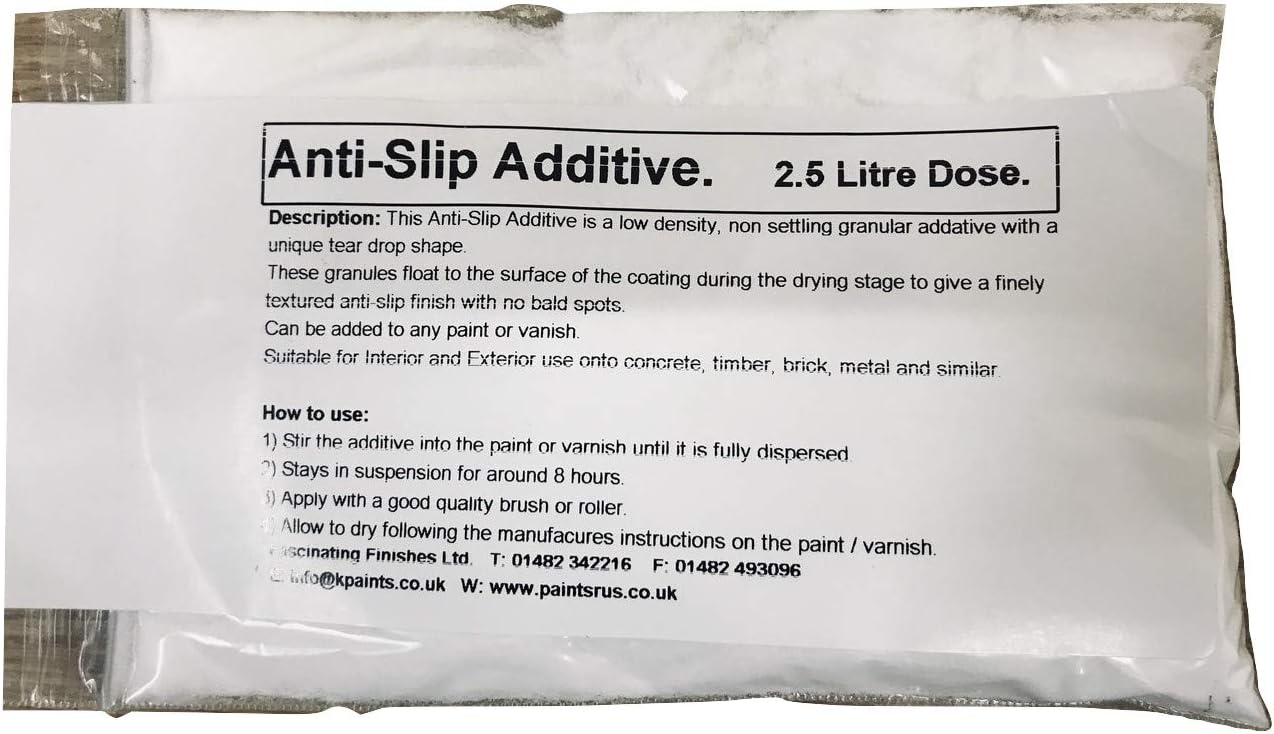 Anti-Slip Additive. 2.5 Litre Dose.
Description: This Anti-Slip Additive is a low density, non settling granular addative with a
unique tear drop shape.
These granules float to the surface of the coating during the drying stage to give a finely
textured anti-slip finish with no bald spots.
Can be added to any paint or vanish.
Suitable for Interior and Exterior use onto concrete, timber, brick, metal and similar.
How to use:
1) Stir the additive into the paint or varnish until it is fully dispersed.
2) Stays in suspension for around 8 hours.
3) Apply with a good quality brush or roller.
Allow to dry following the manufacures instructions on the paint / varnish.
Finishes Ltd. T: 01482 342216 F: 01482 493096
info@kpaints.co.uk W: www.paintsrus.co.uk